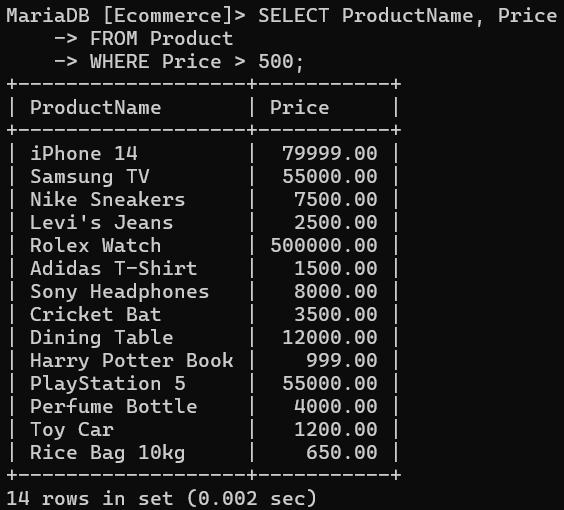 MariaDB [Ecommerce]> SELECT ProductName, Price
    -> FROM Product
    -> WHERE Price > 500;
+-------------------+-----------+
| ProductName       | Price     |
+-------------------+-----------+
| iPhone 14         |  79999.00 |
| Samsung TV        |  55000.00 |
| Nike Sneakers     |   7500.00 |
| Levi's Jeans      |   2500.00 |
| Rolex Watch       | 500000.00 |
| Adidas T-Shirt    |   1500.00 |
| Sony Headphones   |   8000.00 |
| Cricket Bat       |   3500.00 |
| Dining Table      |  12000.00 |
| Harry Potter Book |    999.00 |
| PlayStation 5     |  55000.00 |
| Perfume Bottle    |   4000.00 |
| Toy Car           |   1200.00 |
| Rice Bag 10kg     |    650.00 |
+-------------------+-----------+
14 rows in set (0.002 sec)